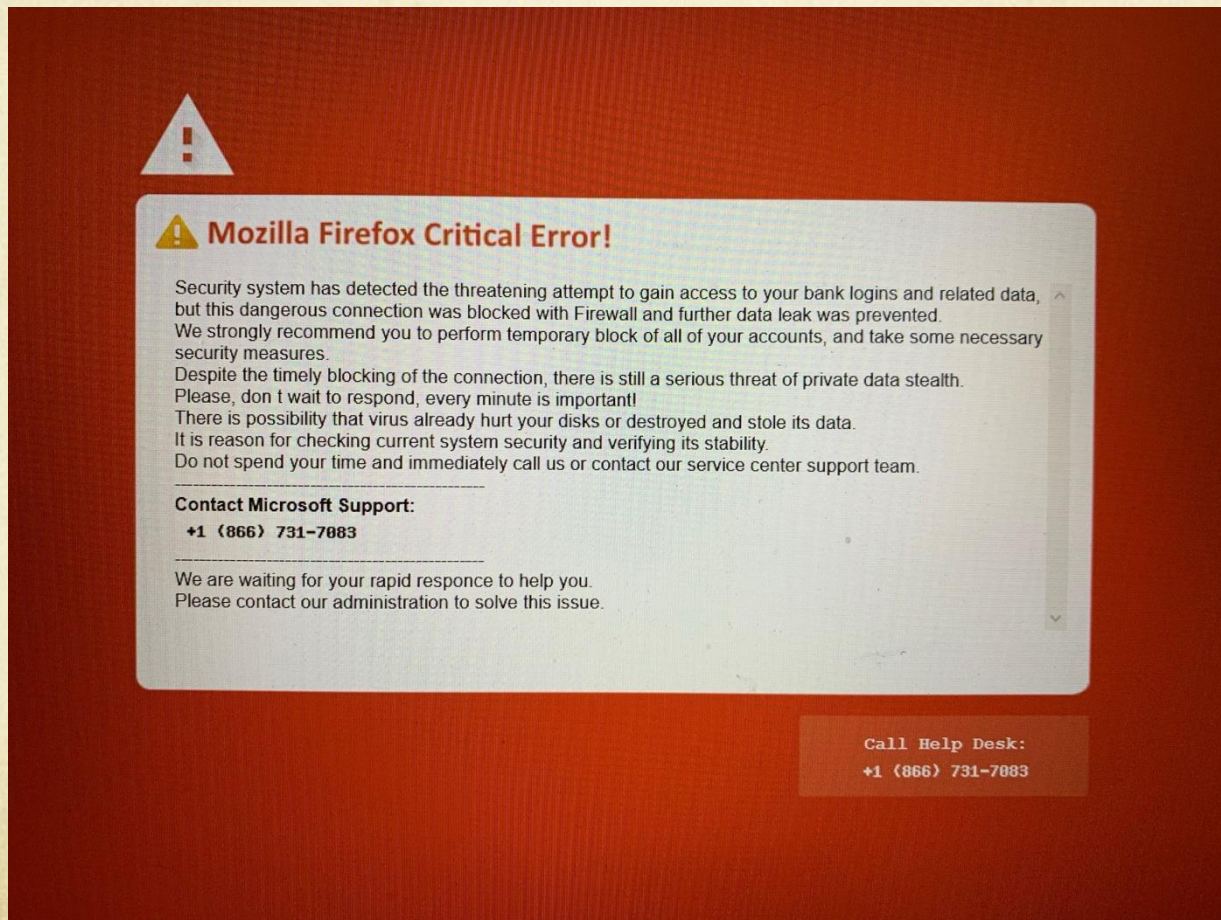 Mozilla Firefox Critical Error!
Security system has detected the threatening attempt to gain access to your bank logins and related data,
but this dangerous connection was blocked with Firewall and further data leak was prevented.
We strongly recommend you to perform temporary block of all of your accounts, and take some necessary
security measures.
Despite the timely blocking of the connection, there is still a serious threat of private data stealth.
Please, don t wait to respond, every minute is important!
There is possibility that virus already hurt your disks or destroyed and stole its data.
It is reason for checking current system security and verifying its stability.
Do not spend your time and immediately call us or contact our service center support team.
Contact Microsoft Support:
+1 (866) 731-7083
We are waiting for your rapid responce to help you.
Please contact our administration to solve this issue.
Call Help Desk:
+1 (866) 731-7083